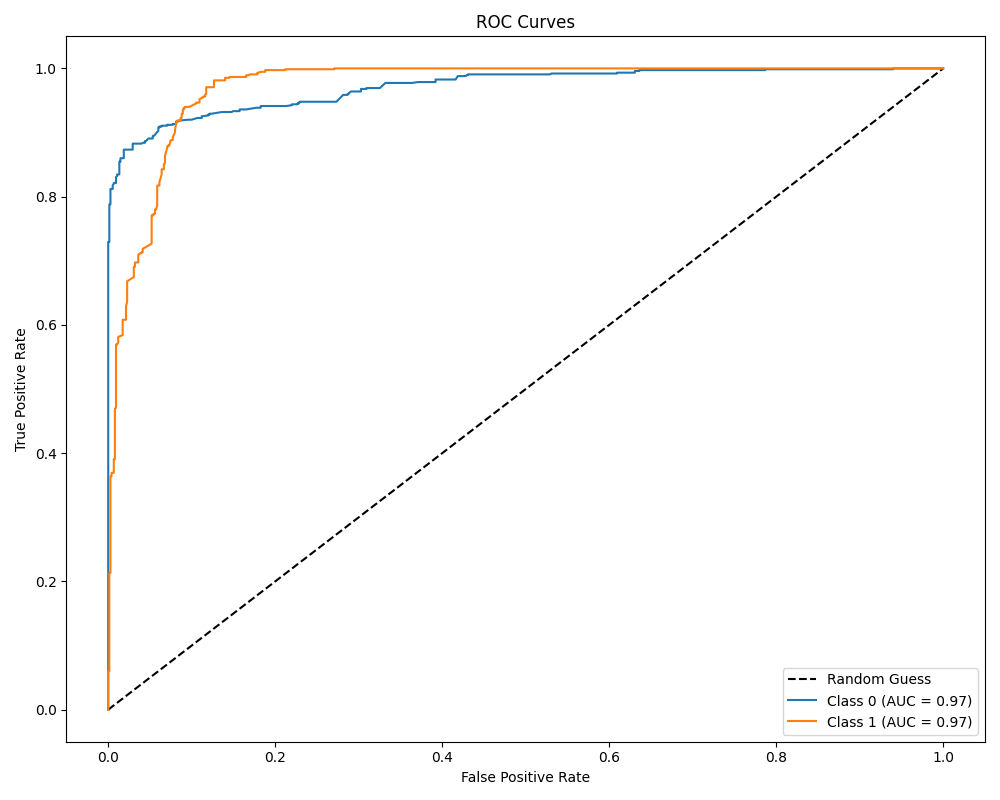 ROC Curves
1.0
0.8
0.6
0.4
0.2
0.0
True Positive Rate
Random Guess
Class 0 (AUC = 0.97)
Class 1 (AUC = 0.97)
0.0 0.2 0.4 0.6 0.8 1.0
False Positive Rate